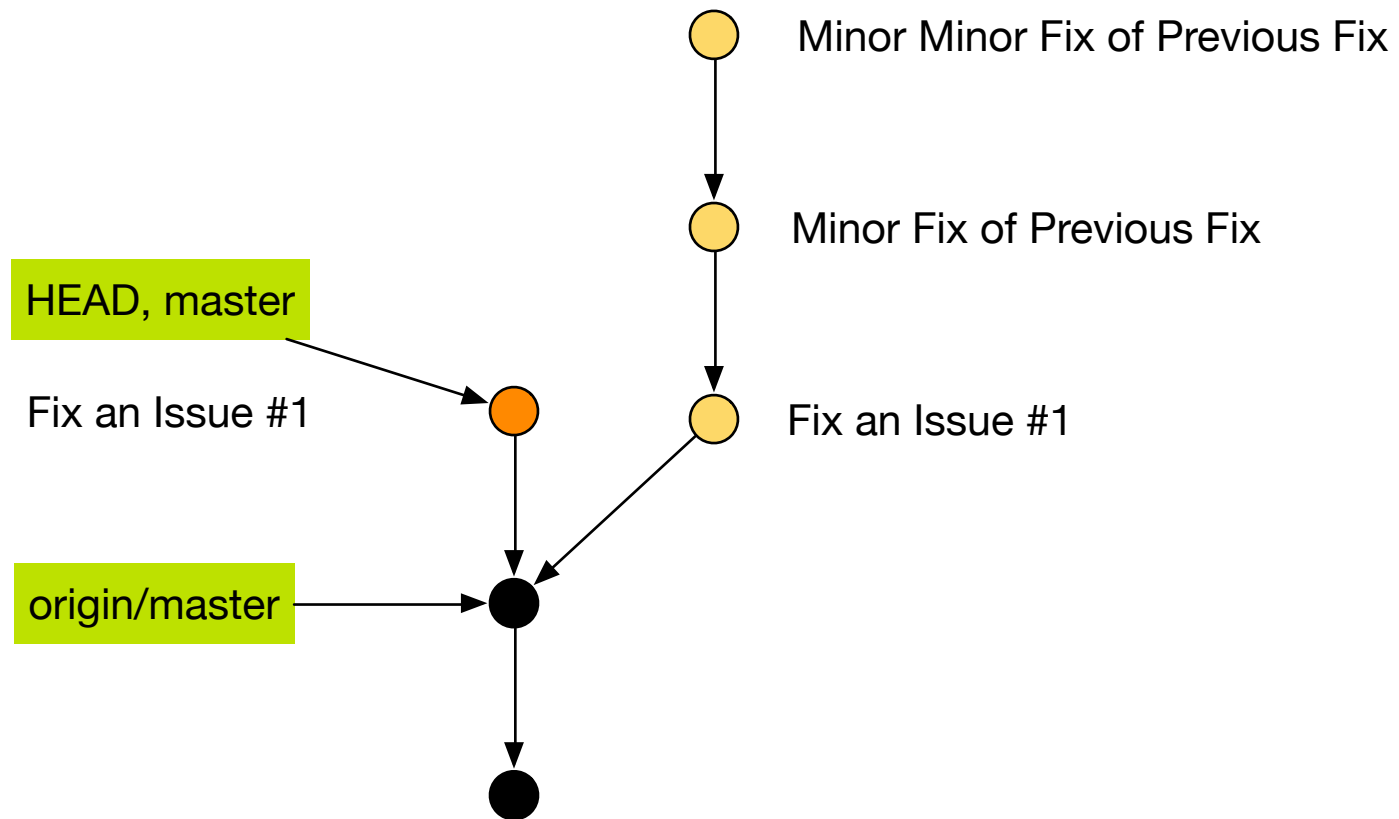 Minor Minor Fix of Previous Fix
Minor Fix of Previous Fix
HEAD, master
Fix an Issue #1
Fix an Issue #1
origin/master